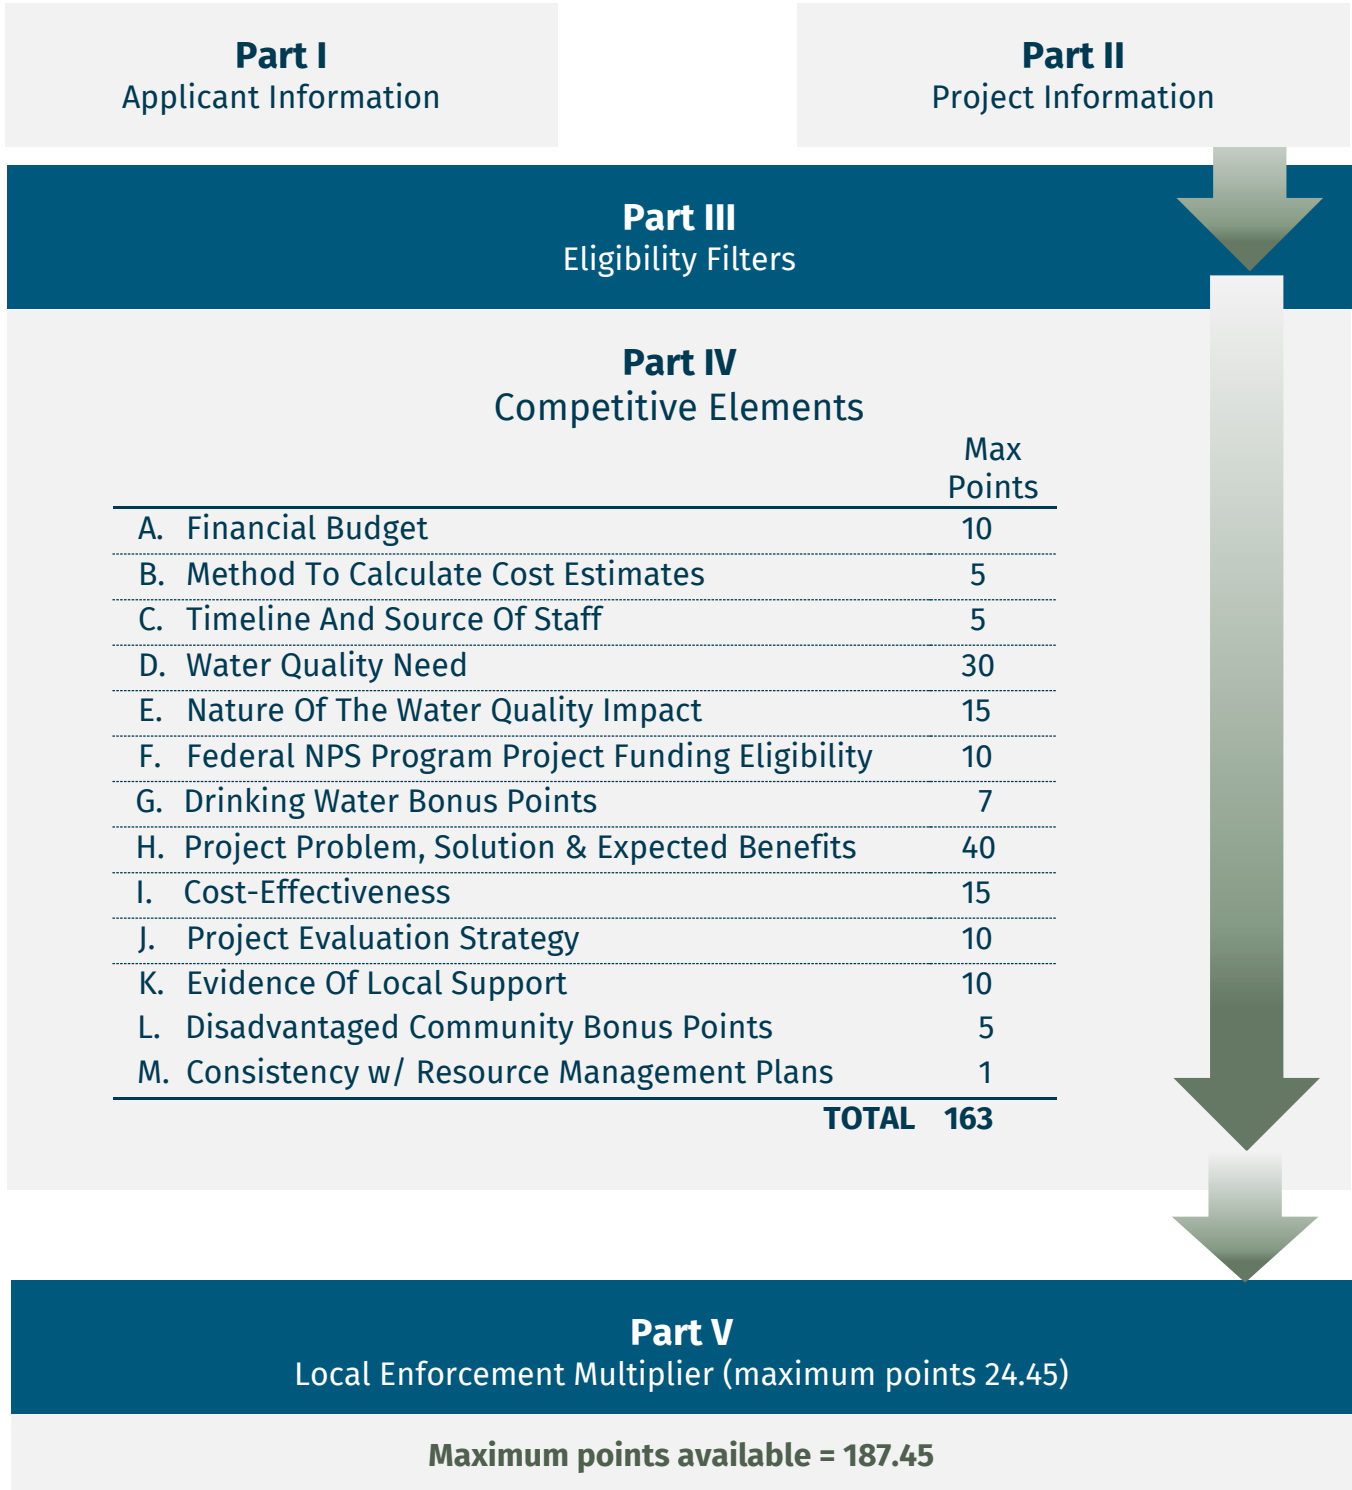 Part I
Applicant Information
Part II
Project Information
Part III
Eligibility Filters
Part IV
Competitive Elements
Max
Points
A. Financial Budget 10
B. Method To Calculate Cost Estimates 5
C. Timeline And Source Of Staff 5
D. Water Quality Need 30
E. Nature Of The Water Quality Impact 15
F. Federal NPS Program Project Funding Eligibility 10
G. Drinking Water Bonus Points 7
H. Project Problem, Solution & Expected Benefits 40
I. Cost-Effectiveness 15
J. Project Evaluation Strategy 10
K. Evidence Of Local Support 10
L. Disadvantaged Community Bonus Points 5
M. Consistency w/ Resource Management Plans 1
TOTAL 163
Part V
Local Enforcement Multiplier (maximum points 24.45)
Maximum points available = 187.45